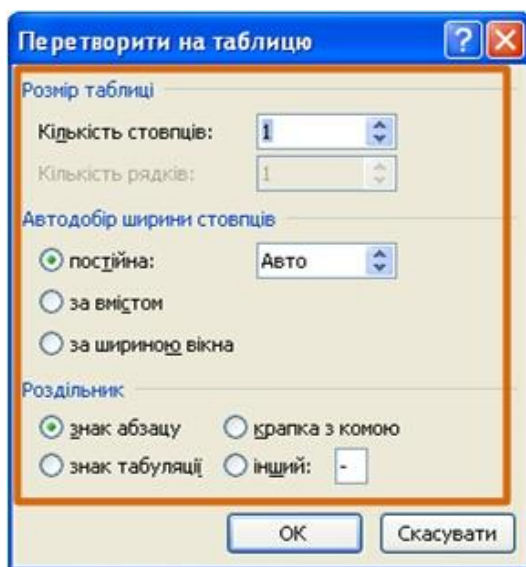 Перетворити на таблицю
Розмір таблиці
Кількість стовпців: 1
Кількість рядків: 1
Автодобір ширини стовпців
постійна: Авто
за вмістом
за шириною вікна
Роздільник
знак абзацу крапка з комою
знак табуляції інший: -
ОК Скасувати